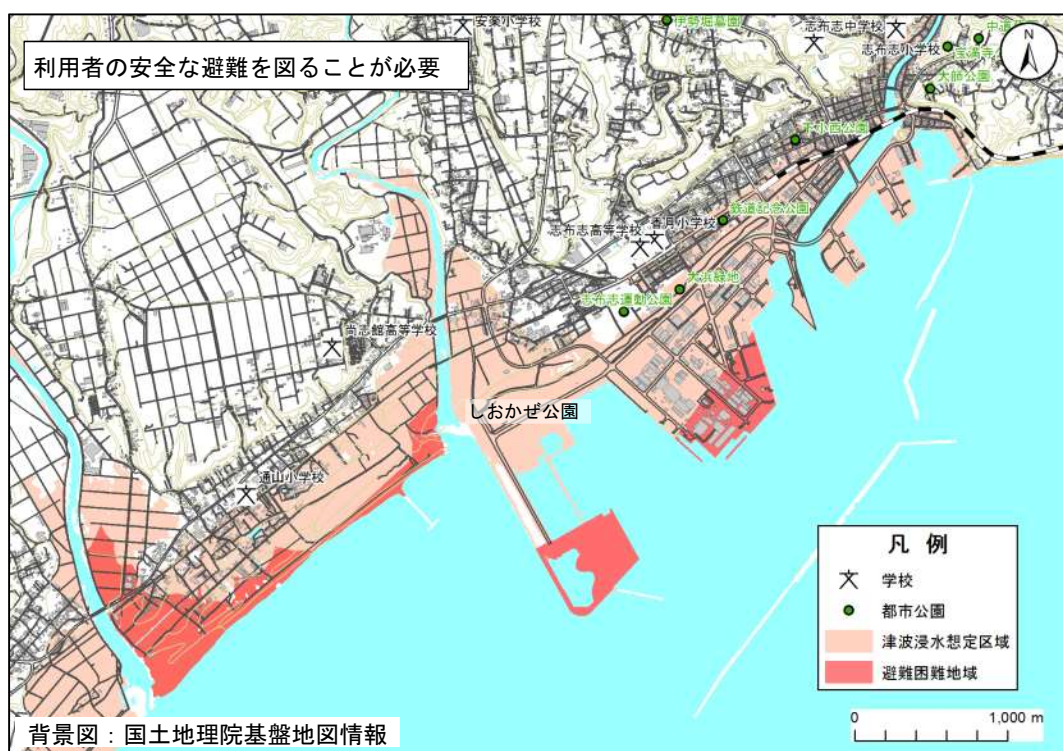 安楽小学校
伊勢堀墓園
志布志中学校
志布志小学校
宝満寺
大師公園
N
利用者の安全な避難を図ることが必要
下小西公園
鉄道記念公園
香月小学校
志布志高等学校
大浜緑地
志布志運動公園
尚志館高等学校
しおかぜ公園
通山小学校
凡 例
学校
都市公園
津波浸水想定区域
避難困難地域
0 1,000 m
背景図：国土地理院基盤地図情報